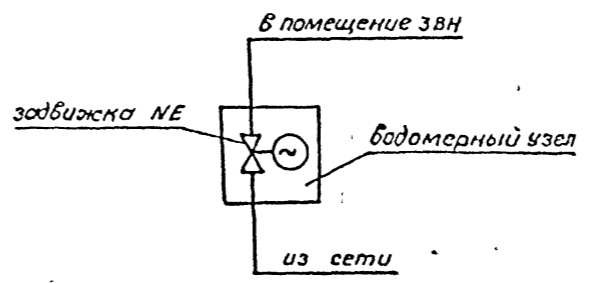 в помещение ЗВН
задвижка NE
водомерный узел
из сети